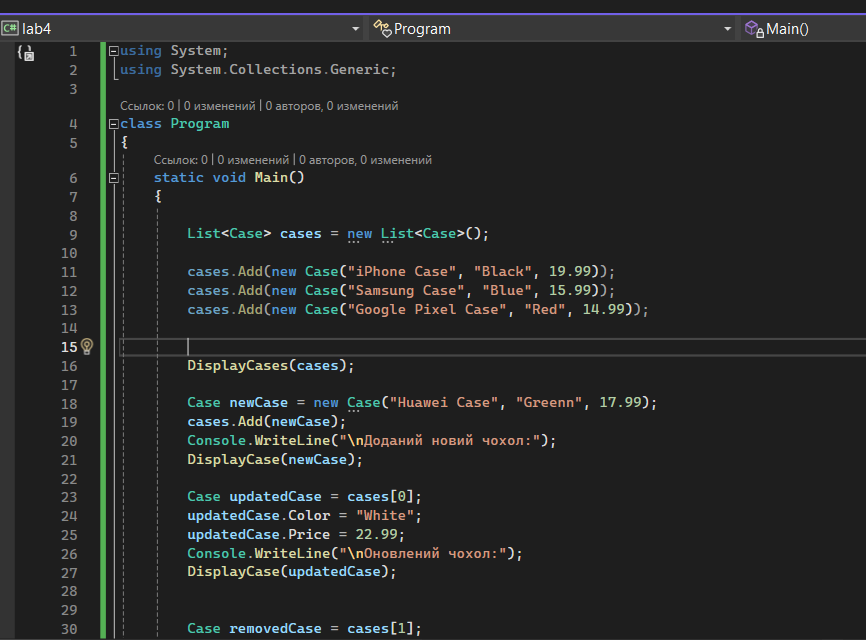 C# lab4 Program Main()
1 using System;
2 using System.Collections.Generic;
3
Ссылок: 0 | 0 изменений | 0 авторов, 0 изменений
4 class Program
5 {
Ссылок: 0 | 0 изменений | 0 авторов, 0 изменений
6 static void Main()
7 {
8
9 List<Case> cases = new List<Case>();
10
11 cases.Add(new Case("iPhone Case", "Black", 19.99));
12 cases.Add(new Case("Samsung Case", "Blue", 15.99));
13 cases.Add(new Case("Google Pixel Case", "Red", 14.99));
14
15
16 DisplayCases(cases);
17
18 Case newCase = new Case("Huawei Case", "Greenn", 17.99);
19 cases.Add(newCase);
20 Console.WriteLine("\nДоданий новий чохол:");
21 DisplayCase(newCase);
22
23 Case updatedCase = cases[0];
24 updatedCase.Color = "White";
25 updatedCase.Price = 22.99;
26 Console.WriteLine("\nОновлений чохол:");
27 DisplayCase(updatedCase);
28
29
30 Case removedCase = cases[1];